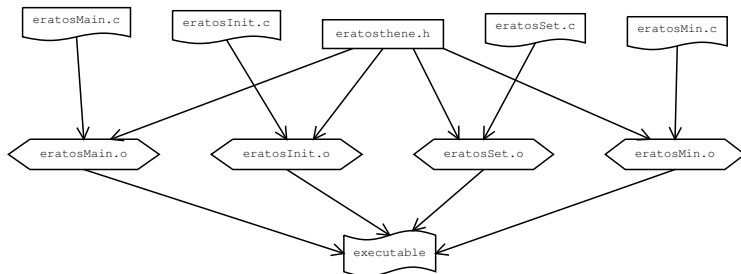 eratosMain.c
eratosInit.c
eratosthene.h
eratosSet.c
eratosMin.c
eratosMain.o
eratosInit.o
eratosSet.o
eratosMin.o
executable